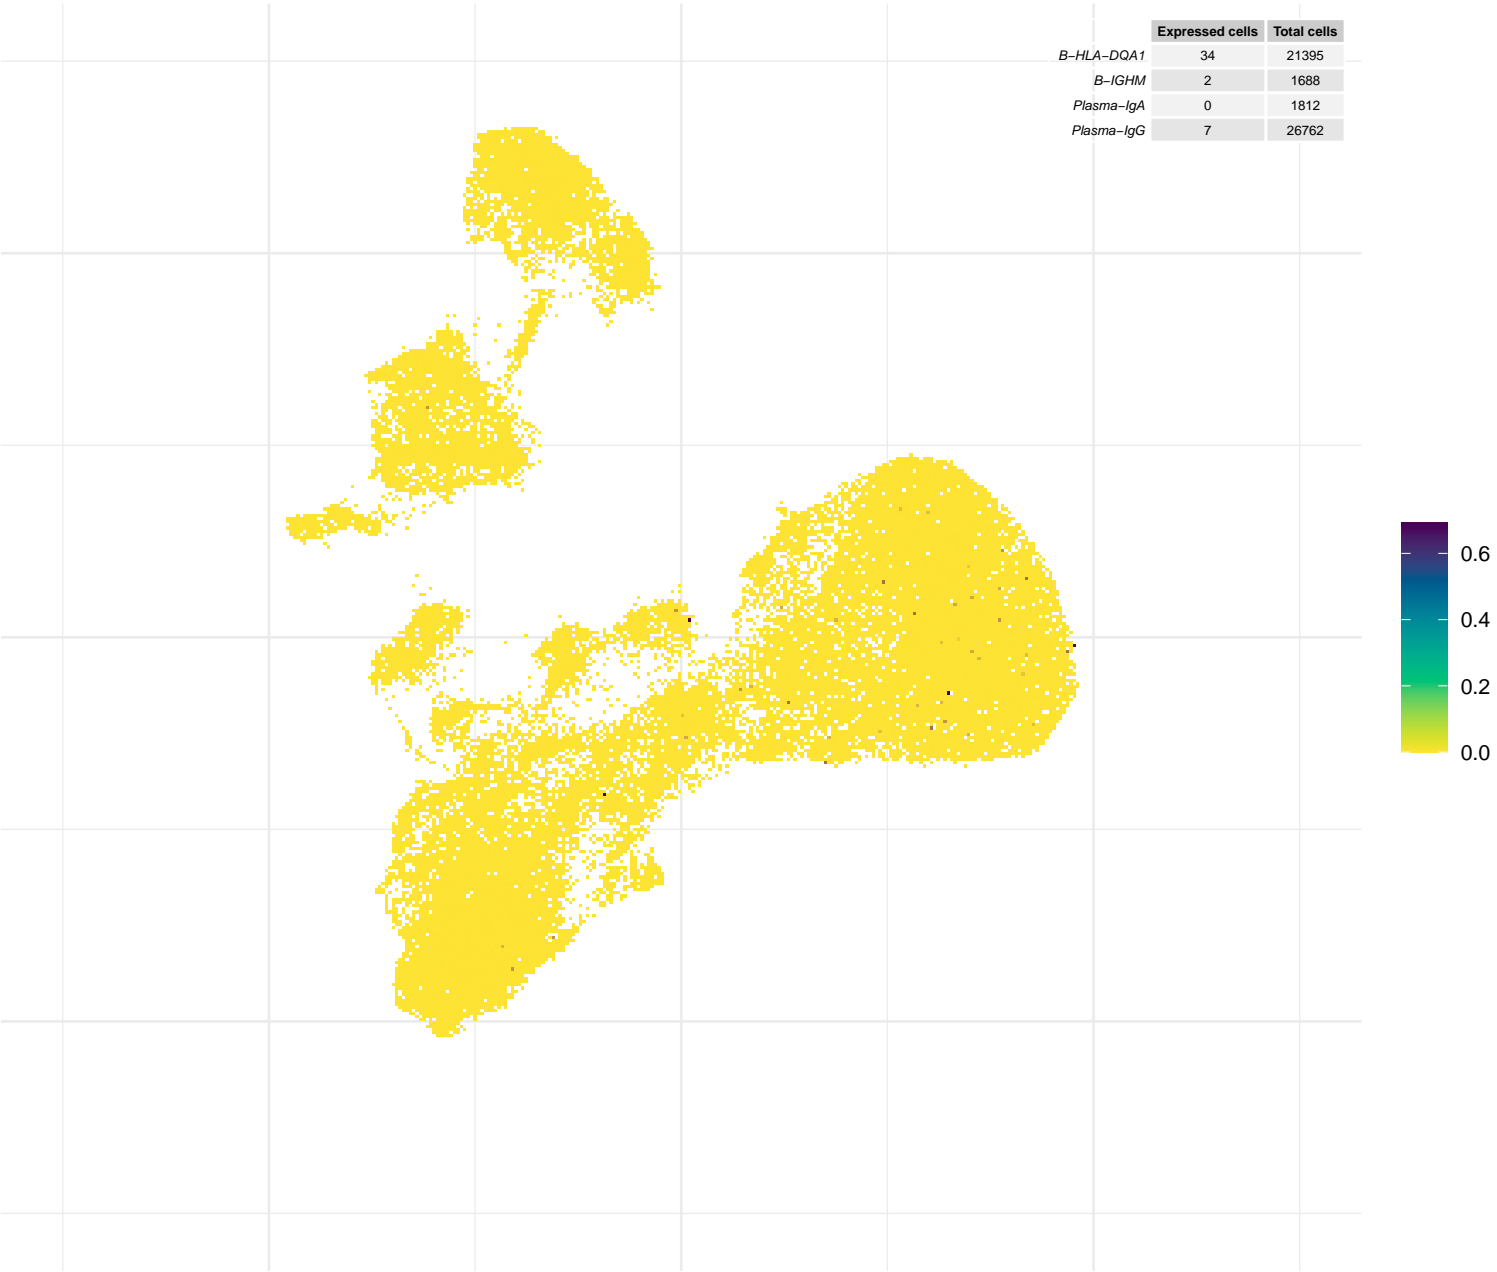 Expressed cells Total cells
B−HLA−DQA1 34 21395
B−IGHM 2 1688
Plasma−IgA 0 1812
Plasma−IgG 7 26762
0.6
0.4
0.2
0.0